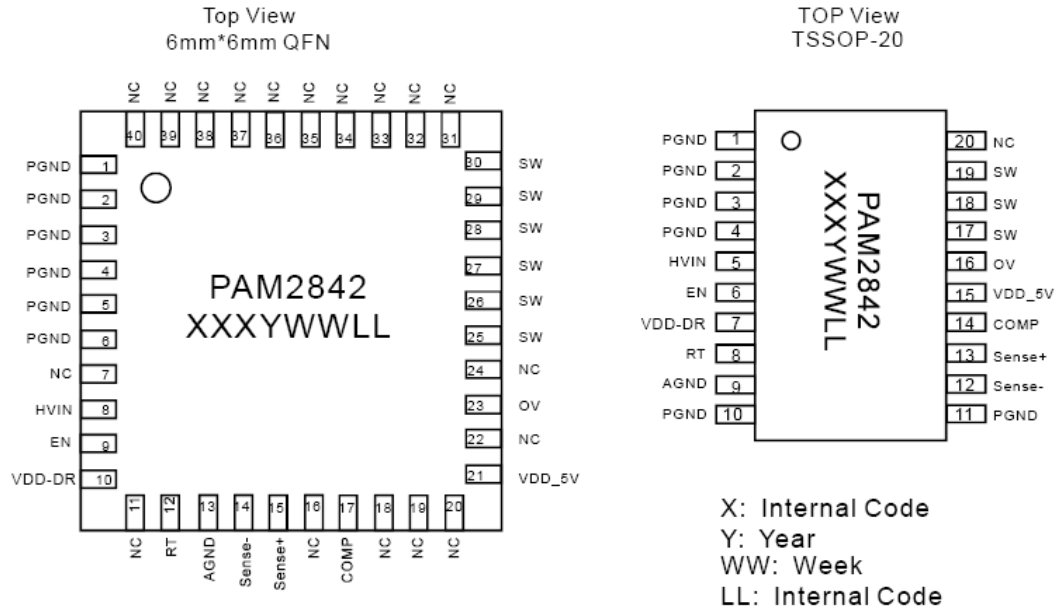 Top View
6mm*6mm QFN
NC NC NC NC NC NC NC NC NC NC
40 39 38 37 36 35 34 33 32 31
PGND 1
PGND 2
PGND 3
PGND 4
PGND 5
PGND 6
NC 7
HVIN 8
EN 9
VDD-DR 10
PAM2842
XXXYWWLL
30 SW
29 SW
28 SW
27 SW
26 SW
25 SW
24 NC
23 OV
22 NC
21 VDD_5V
11 12 13 14 15 16 17 18 19 20
NC RT AGND Sense- Sense+ NC COMP NC NC NC
TOP View
TSSOP-20
PGND 1
PGND 2
PGND 3
PGND 4
HVIN 5
EN 6
VDD-DR 7
RT 8
AGND 9
PGND 10
PAM2842
XXXYWWLL
20 NC
19 SW
18 SW
17 SW
16 OV
15 VDD_5V
14 COMP
13 Sense+
12 Sense-
11 PGND
X: Internal Code
Y: Year
WW: Week
LL: Internal Code